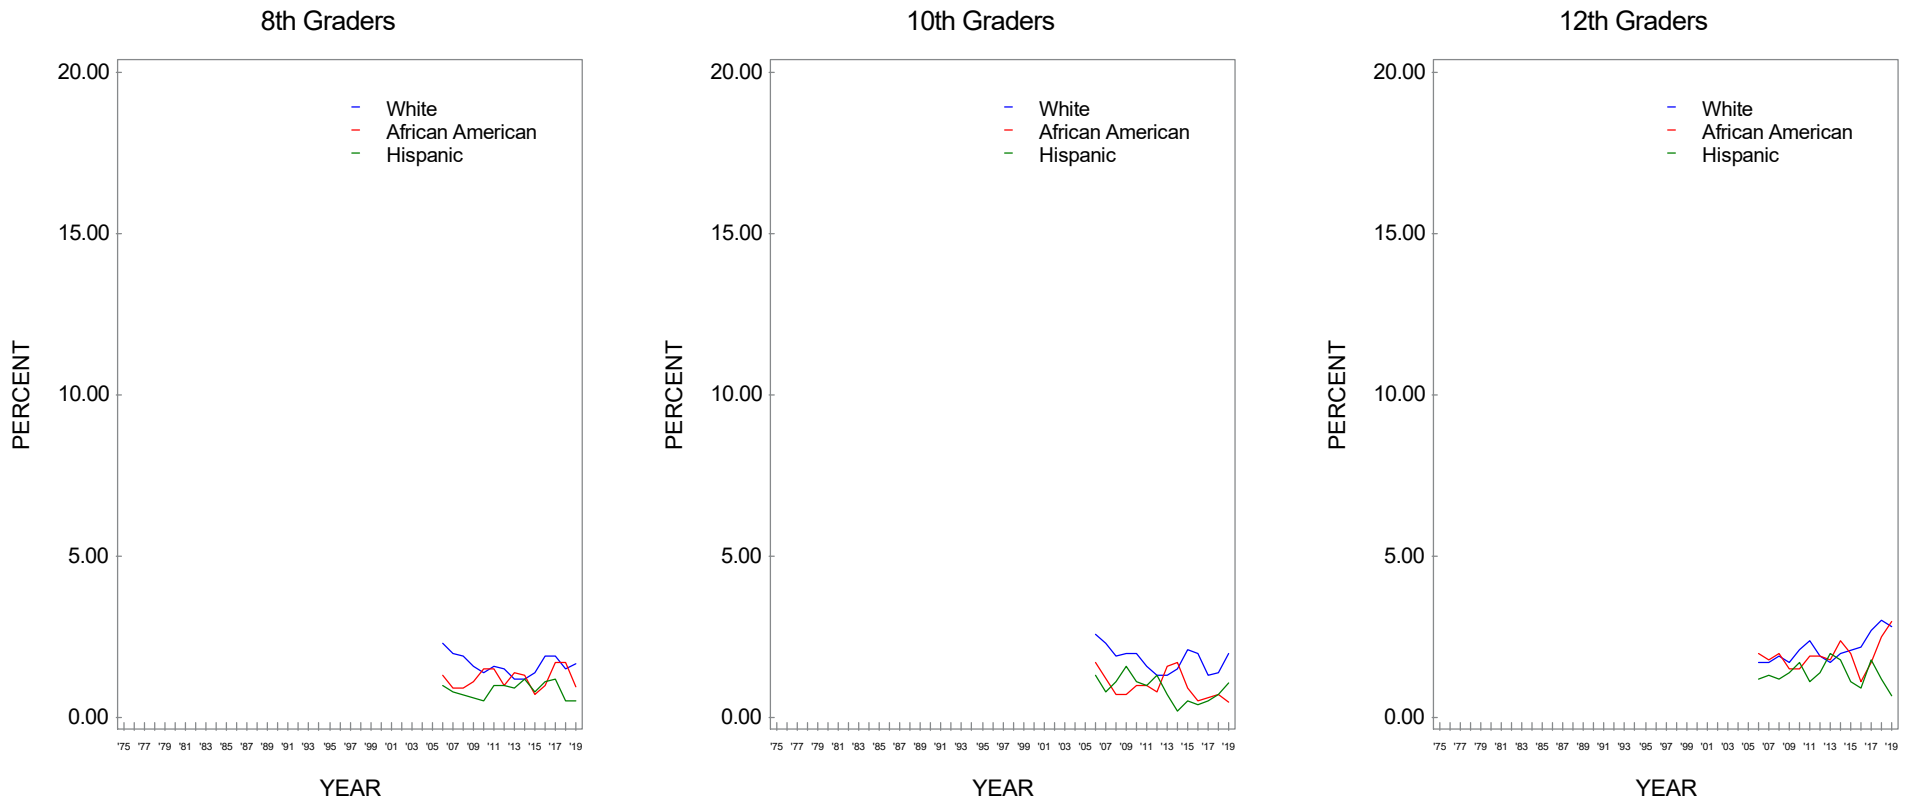 8th Graders
20.00
15.00
10.00
5.00
0.00
PERCENT
White
African American
Hispanic
'75 '77 '79 '81 '83 '85 '87 '89 '91 '93 '95 '97 '99 '01 '03 '05 '07 '09 '11 '13 '15 '17 '19
YEAR
10th Graders
20.00
15.00
10.00
5.00
0.00
PERCENT
White
African American
Hispanic
'75 '77 '79 '81 '83 '85 '87 '89 '91 '93 '95 '97 '99 '01 '03 '05 '07 '09 '11 '13 '15 '17 '19
YEAR
12th Graders
20.00
15.00
10.00
5.00
0.00
PERCENT
White
African American
Hispanic
'75 '77 '79 '81 '83 '85 '87 '89 '91 '93 '95 '97 '99 '01 '03 '05 '07 '09 '11 '13 '15 '17 '19
YEAR